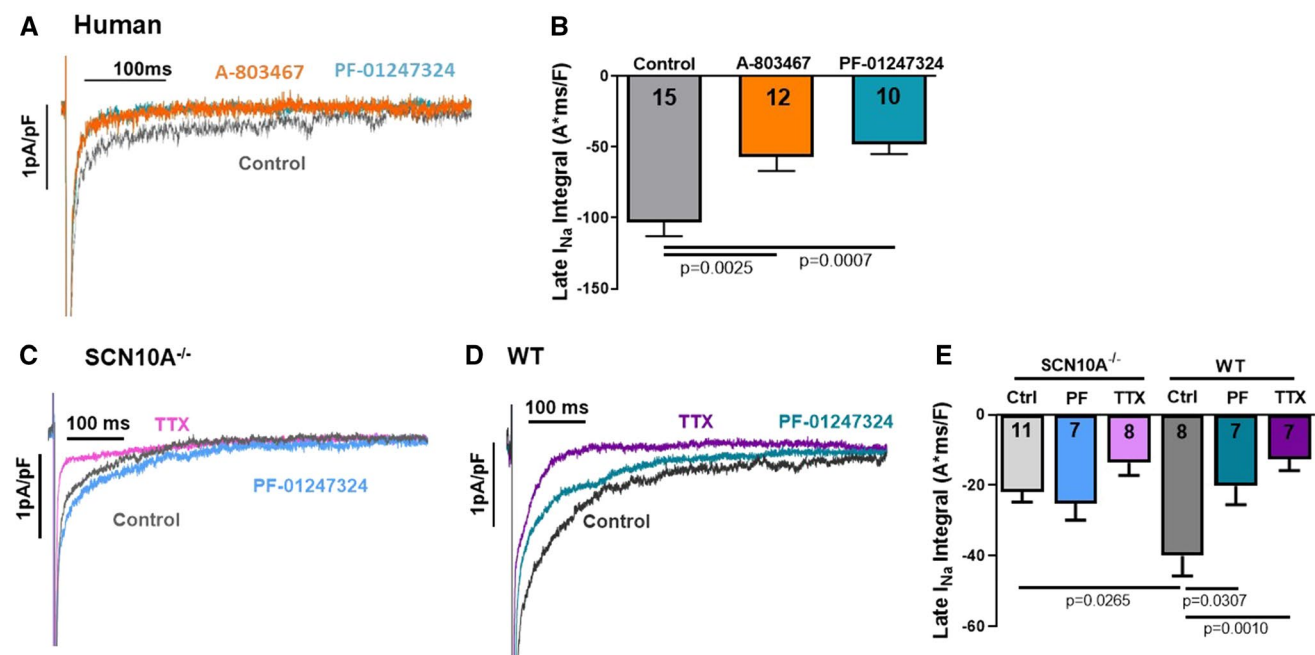 A Human
100ms
A-803467
PF-01247324
1pA/pF
Control
B
Control A-803467 PF-01247324
Late INa Integral (A*ms/F)
0
-50
-100
-150
15
12
10
p=0.0025
p=0.0007
C SCN10A-/-
100 ms
TTX
1pA/pF
PF-01247324
Control
D WT
100 ms
TTX
PF-01247324
1pA/pF
Control
E
SCN10A-/- WT
Ctrl PF TTX Ctrl PF TTX
Late INa Integral (A*ms/F)
0
-20
-40
-60
11
7
8
8
7
7
p=0.0265
p=0.0307
p=0.0010